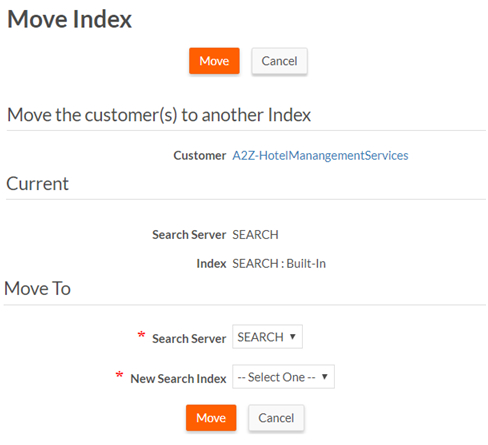 Move Index
Move Cancel
Move the customer(s) to another Index
Customer A2Z-HotelManangementServices
Current
Search Server SEARCH
Index SEARCH : Built-In
Move To
* Search Server SEARCH
* New Search Index -- Select One --
Move Cancel